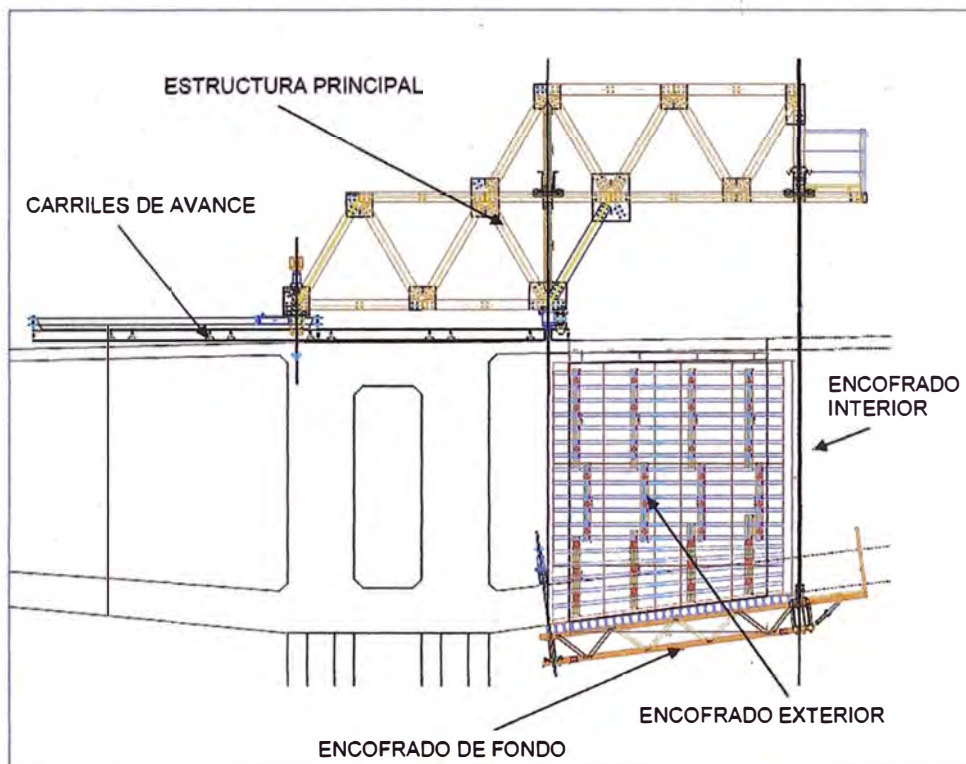 ESTRUCTURA PRINCIPAL
CARRILES DE AVANCE
ENCOFRADO
INTERIOR
ENCOFRADO EXTERIOR
ENCOFRADO DE FONDO